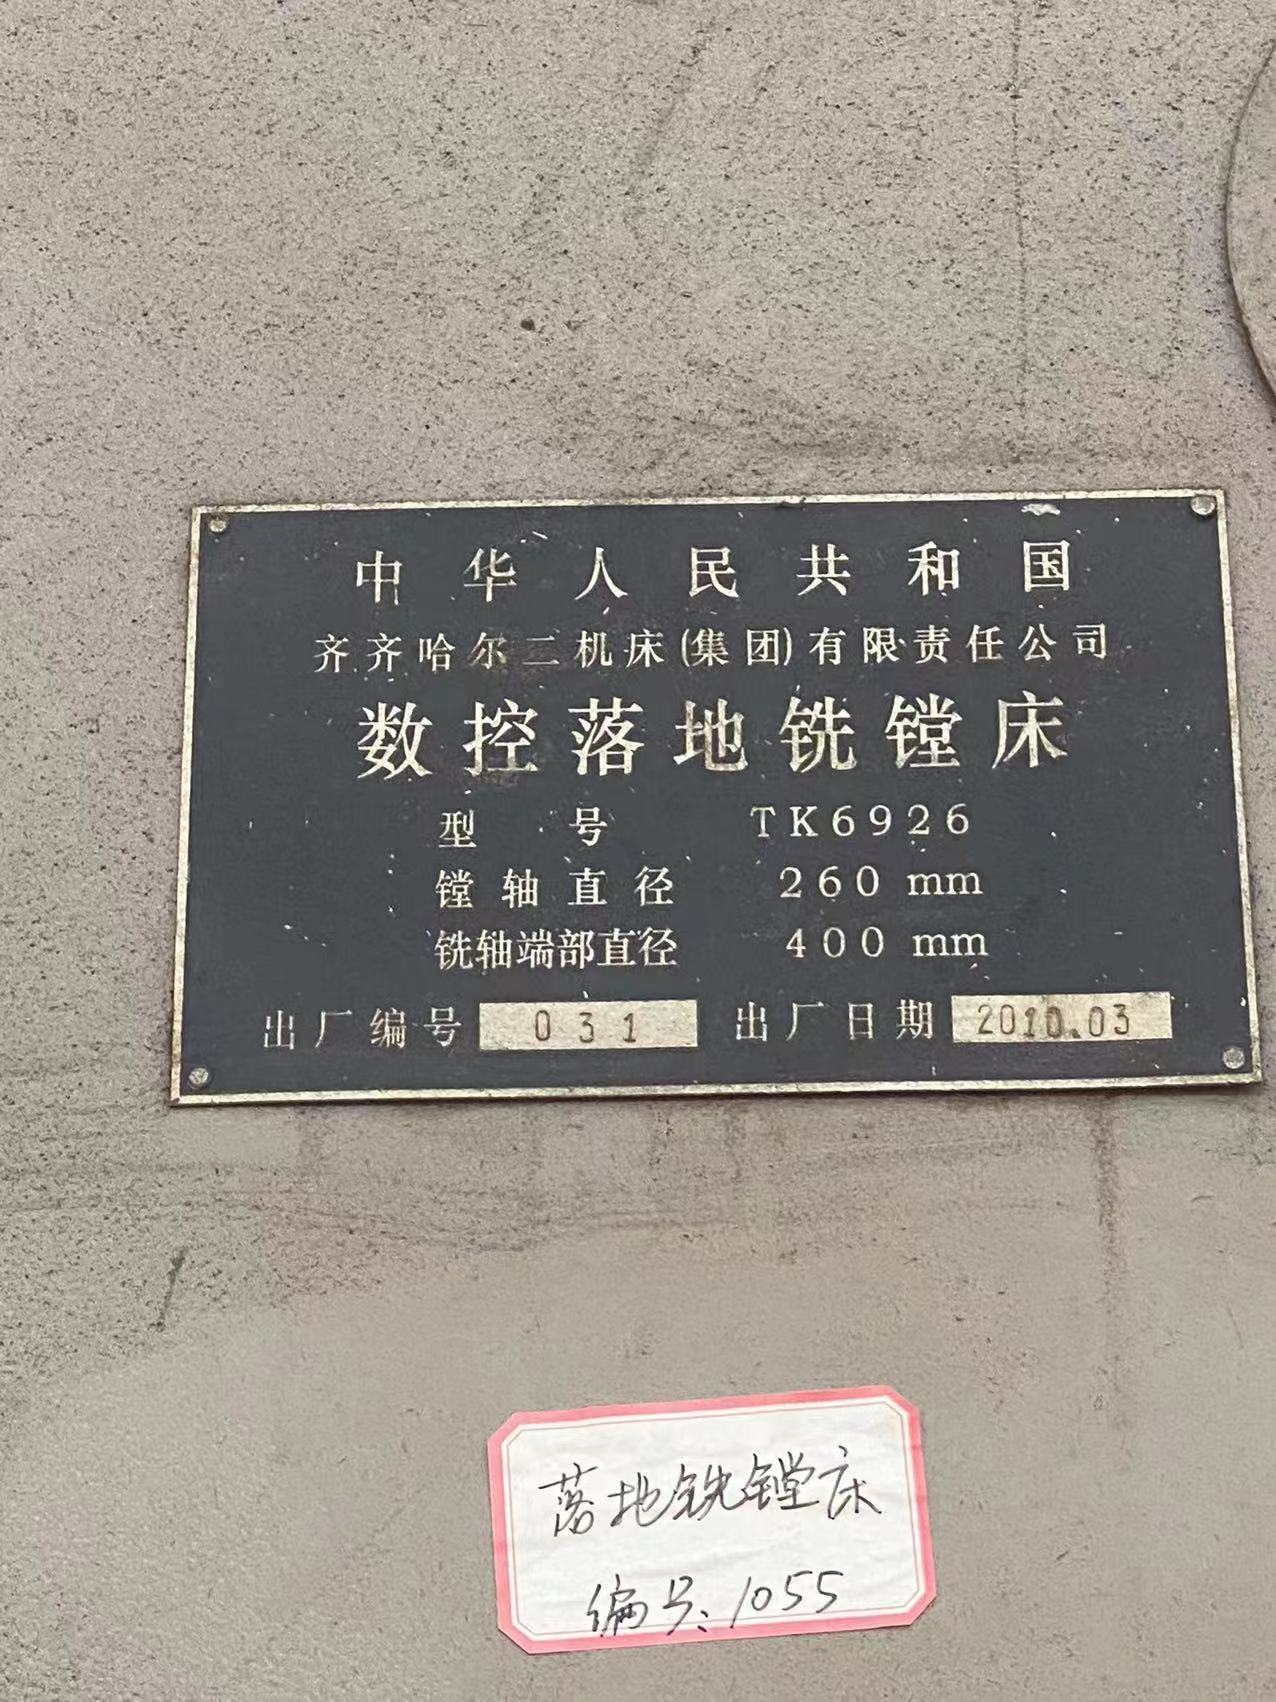 中华人民共和国
齐齐哈尔二机床(集团)有限责任公司
数控落地铣镗床
型号 TK6926
镗轴直径 260 mm
铣轴端部直径 400 mm
出厂编号 031 出厂日期 2010.03
落地铣镗床
编号:1055